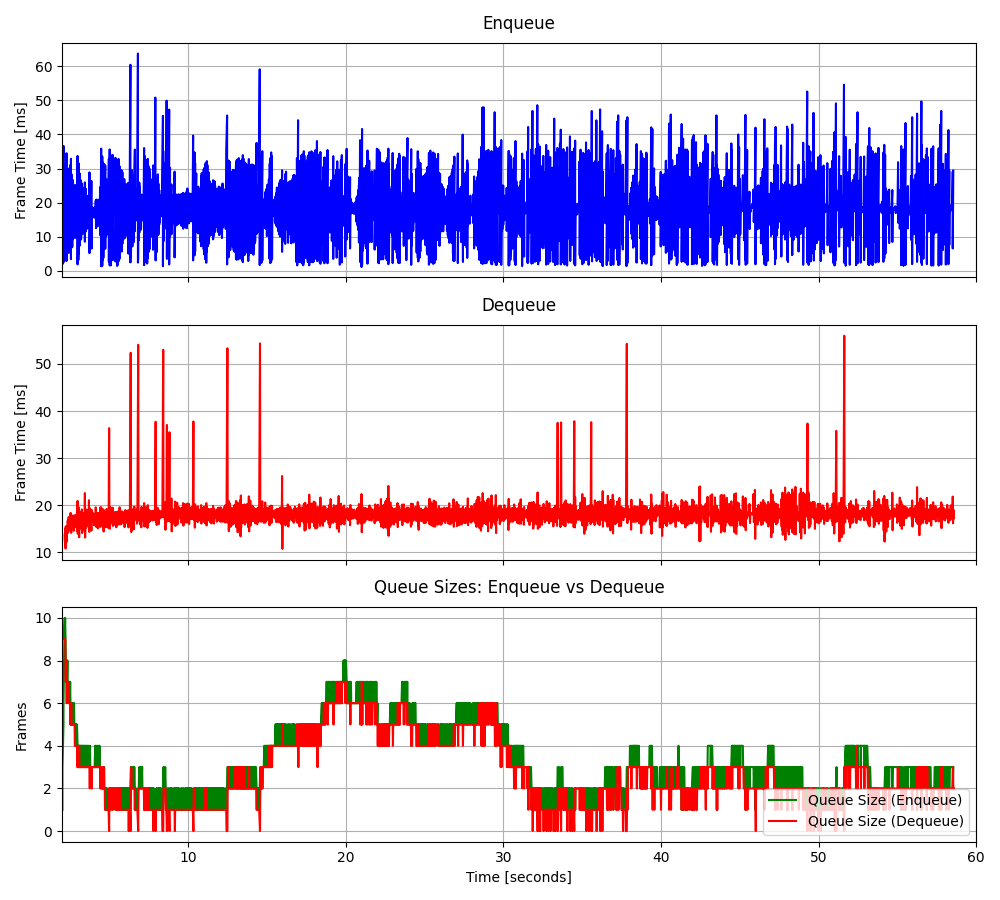 Enqueue
Frame Time [ms]
60
50
40
30
20
10
0
Dequeue
Frame Time [ms]
50
40
30
20
10
Queue Sizes: Enqueue vs Dequeue
Frames
10
8
6
4
2
0
Queue Size (Enqueue)
Queue Size (Dequeue)
10 20 30 40 50 60
Time [seconds]